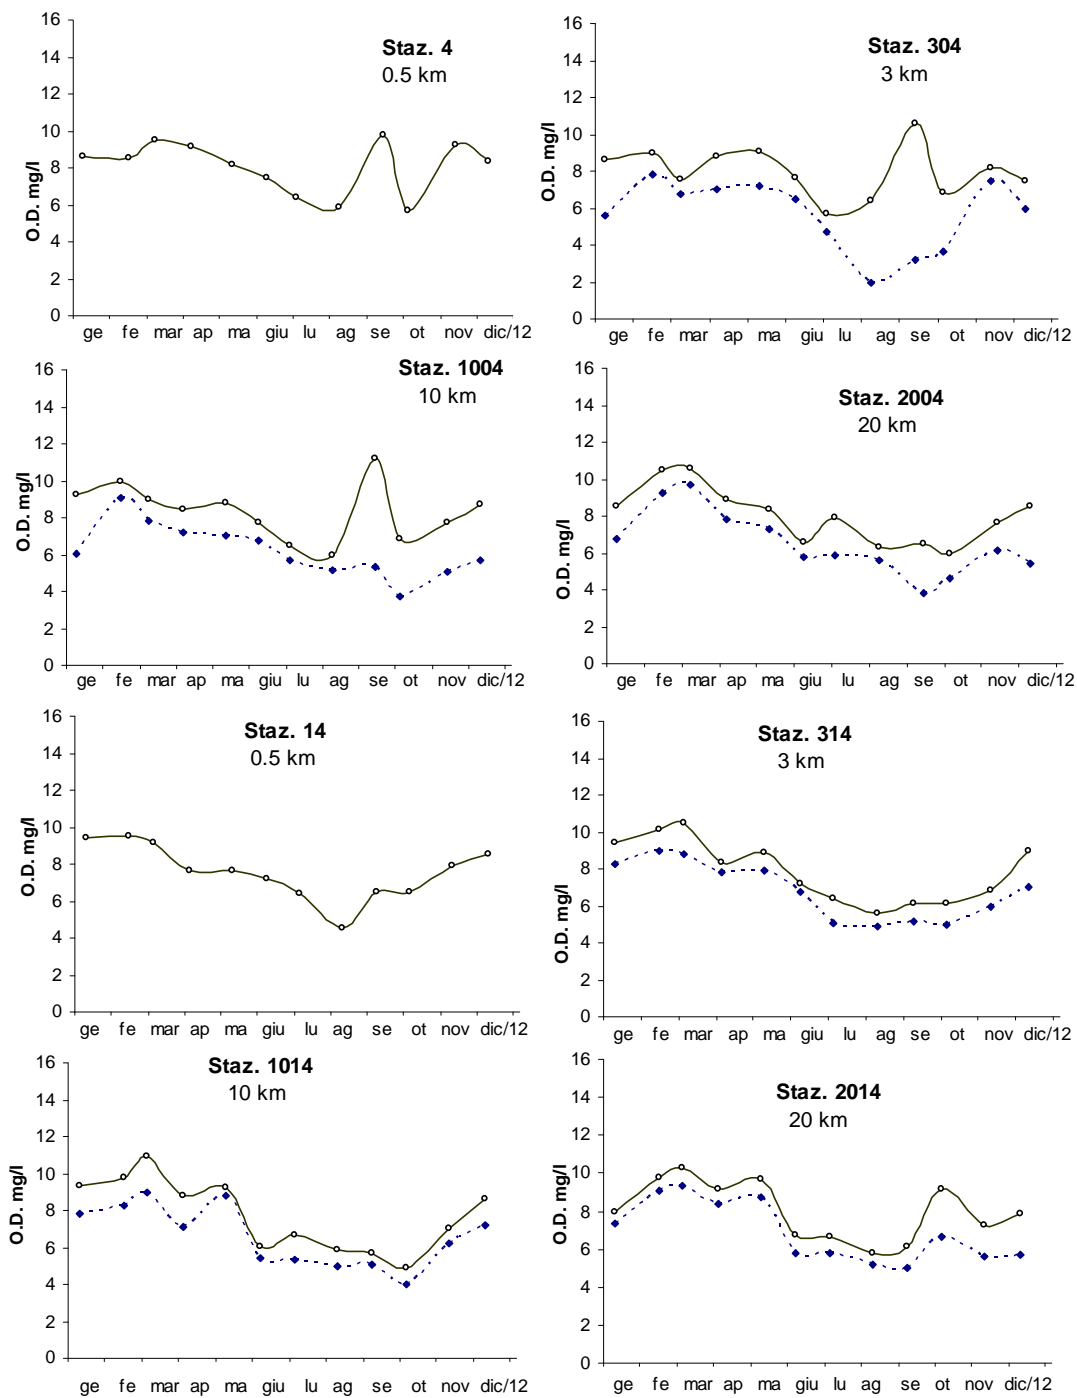 Staz. 4
0.5 km
O.D. mg/l
16
14
12
10
8
6
4
2
0
ge fe mar ap ma giu lu ag se ot nov dic/12
Staz. 304
3 km
O.D. mg/l
16
14
12
10
8
6
4
2
0
ge fe mar ap ma giu lu ag se ot nov dic/12
Staz. 1004
10 km
O.D. mg/l
16
14
12
10
8
6
4
2
0
ge fe mar ap ma giu lu ag se ot nov dic/12
Staz. 2004
20 km
O.D. mg/l
16
14
12
10
8
6
4
2
0
ge fe mar ap ma giu lu ag se ot nov dic/12
Staz. 14
0.5 km
O.D. mg/l
16
14
12
10
8
6
4
2
0
ge fe mar ap ma giu lu ag se ot nov dic/12
Staz. 314
3 km
O.D. mg/l
16
14
12
10
8
6
4
2
0
ge fe mar ap ma giu lu ag se ot nov dic/12
Staz. 1014
10 km
O.D. mg/l
16
14
12
10
8
6
4
2
0
ge fe mar ap ma giu lu ag se ot nov dic/12
Staz. 2014
20 km
O.D. mg/l
16
14
12
10
8
6
4
2
0
ge fe mar ap ma giu lu ag se ot nov dic/12